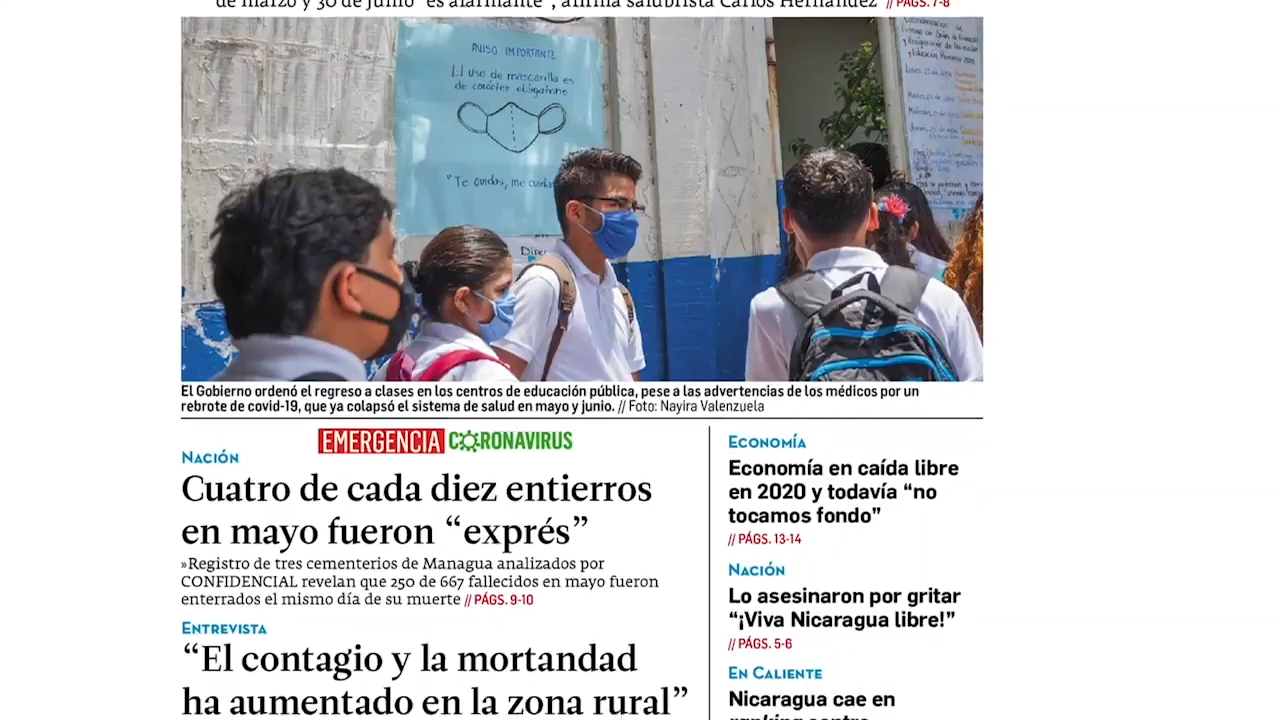 de marzo y 30 de junio "es alarmante", afirma salubrista Carlos Hernández // PÁGS. 7-8
AVISO IMPORTANTE
El uso de mascarilla es
de carácter obligatorio
"Te cuidas, me cuidas
Dire
El Gobierno ordenó el regreso a clases en los centros de educación pública, pese a las advertencias de los médicos por un
rebrote de covid-19, que ya colapsó el sistema de salud en mayo y junio. // Foto: Nayira Valenzuela
EMERGENCIA CORONAVIRUS
NACIÓN
Cuatro de cada diez entierros
en mayo fueron “exprés”
»Registro de tres cementerios de Managua analizados por
CONFIDENCIAL revelan que 250 de 667 fallecidos en mayo fueron
enterrados el mismo día de su muerte // PÁGS. 9-10
ENTREVISTA
“El contagio y la mortandad
ha aumentado en la zona rural”
ECONOMÍA
Economía en caída libre
en 2020 y todavía “no
tocamos fondo”
// PÁGS. 13-14
NACIÓN
Lo asesinaron por gritar
“¡Viva Nicaragua libre!”
// PÁGS. 5-6
EN CALIENTE
Nicaragua cae en
ranking contra